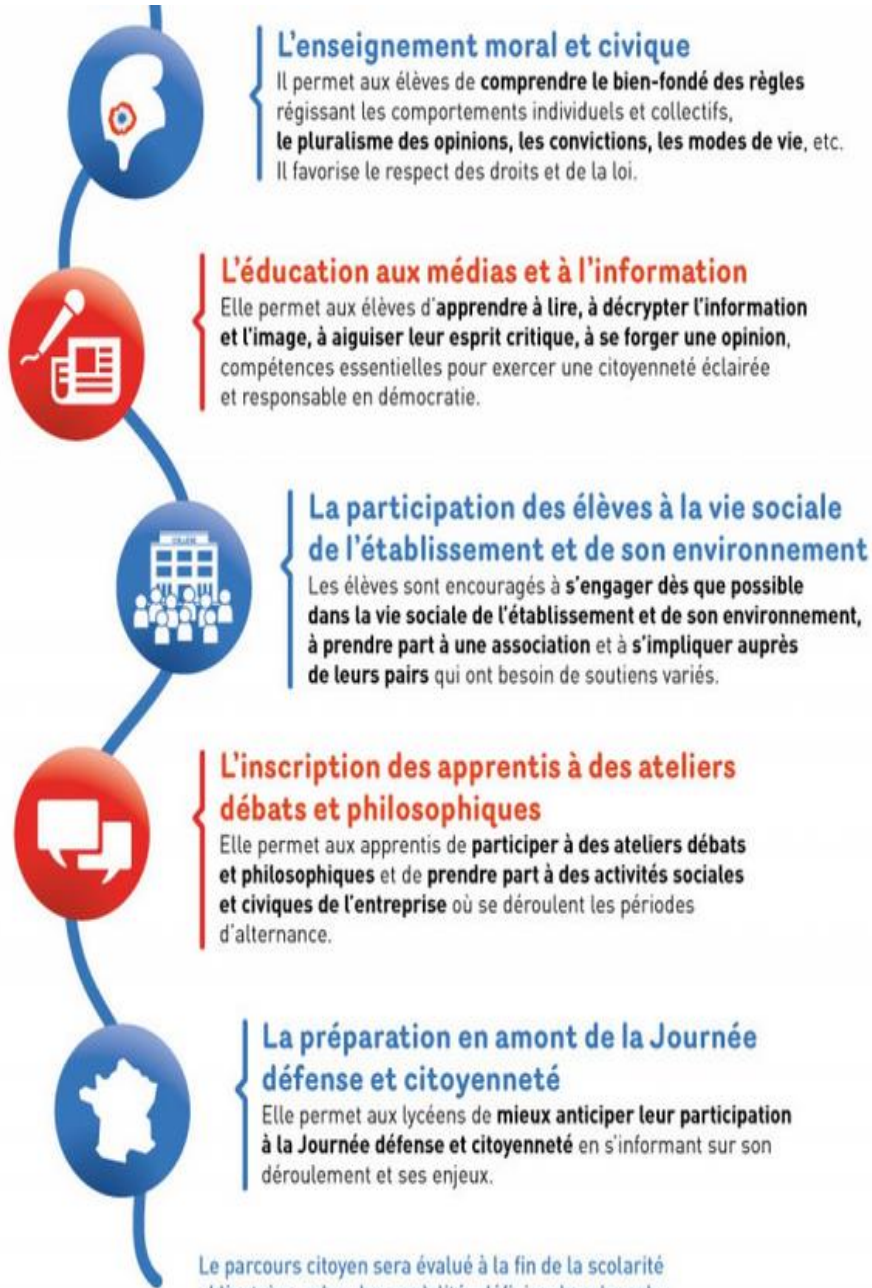 L'enseignement moral et civique
Il permet aux élèves de comprendre le bien-fondé des règles
régissant les comportements individuels et collectifs,
le pluralisme des opinions, les convictions, les modes de vie, etc.
Il favorise le respect des droits et de la loi.
L'éducation aux médias et à l'information
Elle permet aux élèves d'apprendre à lire, à décrypter l'information
et l'image, à aiguiser leur esprit critique, à se forger une opinion,
compétences essentielles pour exercer une citoyenneté éclairée
et responsable en démocratie.
La participation des élèves à la vie sociale
de l'établissement et de son environnement
Les élèves sont encouragés à s'engager dès que possible
dans la vie sociale de l'établissement et de son environnement,
à prendre part à une association et à s'impliquer auprès
de leurs pairs qui ont besoin de soutiens variés.
L'inscription des apprentis à des ateliers
débats et philosophiques
Elle permet aux apprentis de participer à des ateliers débats
et philosophiques et de prendre part à des activités sociales
et civiques de l'entreprise où se déroulent les périodes
d'alternance.
La préparation en amont de la Journée
défense et citoyenneté
Elle permet aux lycéens de mieux anticiper leur participation
à la Journée défense et citoyenneté en s'informant sur son
déroulement et ses enjeux.
Le parcours citoyen sera évalué à la fin de la scolarité